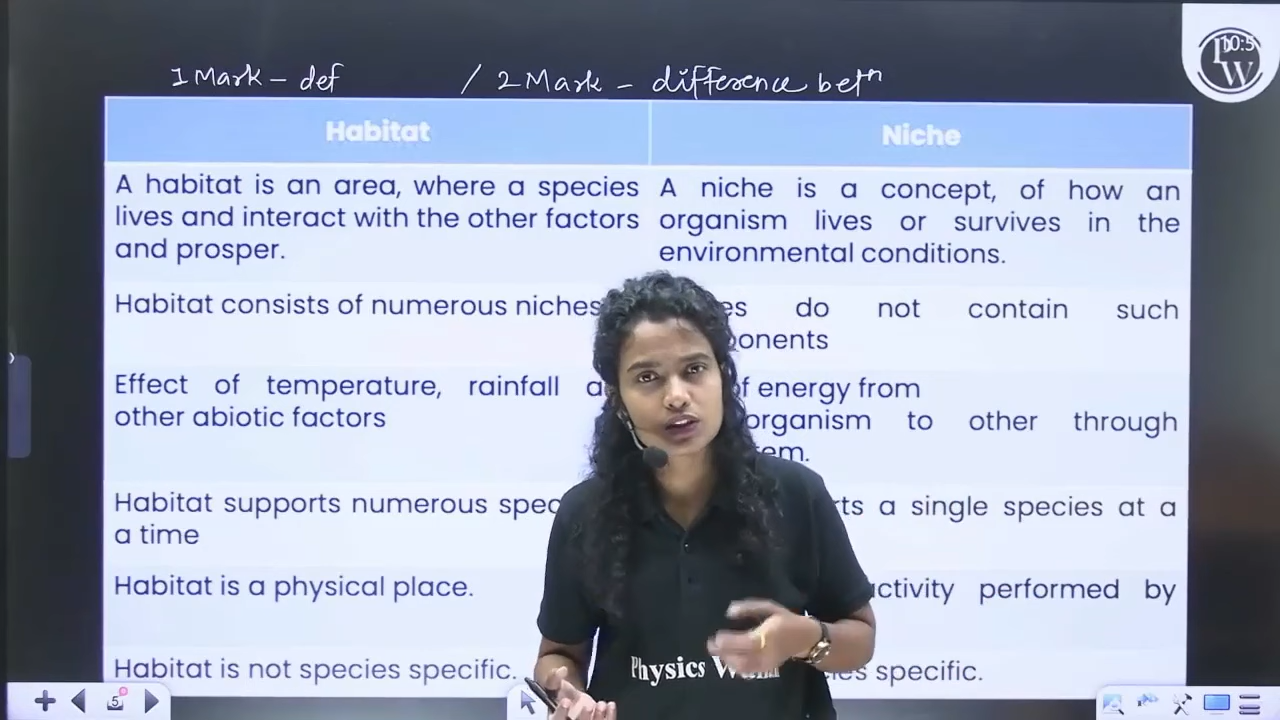 10:5
1 Mark - def / 2 Mark - difference betn
Habitat
Niche
A habitat is an area, where a species
lives and interact with the other factors
and prosper.
A niche is a concept, of how an
organism lives or survives in the
environmental conditions.
Habitat consists of numerous niches
do not contain such
Effect of temperature, rainfall
other abiotic factors
of energy from
organism to other through
Habitat supports numerous
a time
a single species at a
Habitat is a physical place.
activity performed by
Habitat is not species specific.
specific.
Physics
5